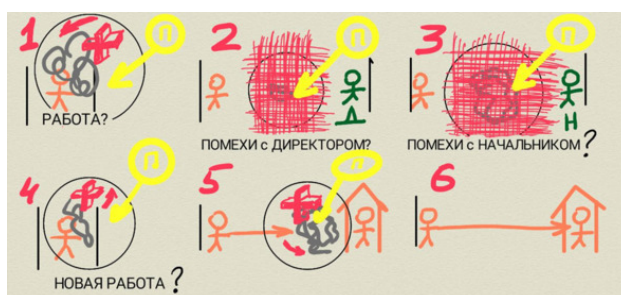 1
П
РАБОТА?
2
П
Д
ПОМЕХИ с ДИРЕКТОРОМ?
3
П
Н
ПОМЕХИ с НАЧАЛЬНИКОМ?
4
П
НОВАЯ РАБОТА?
5
П
6